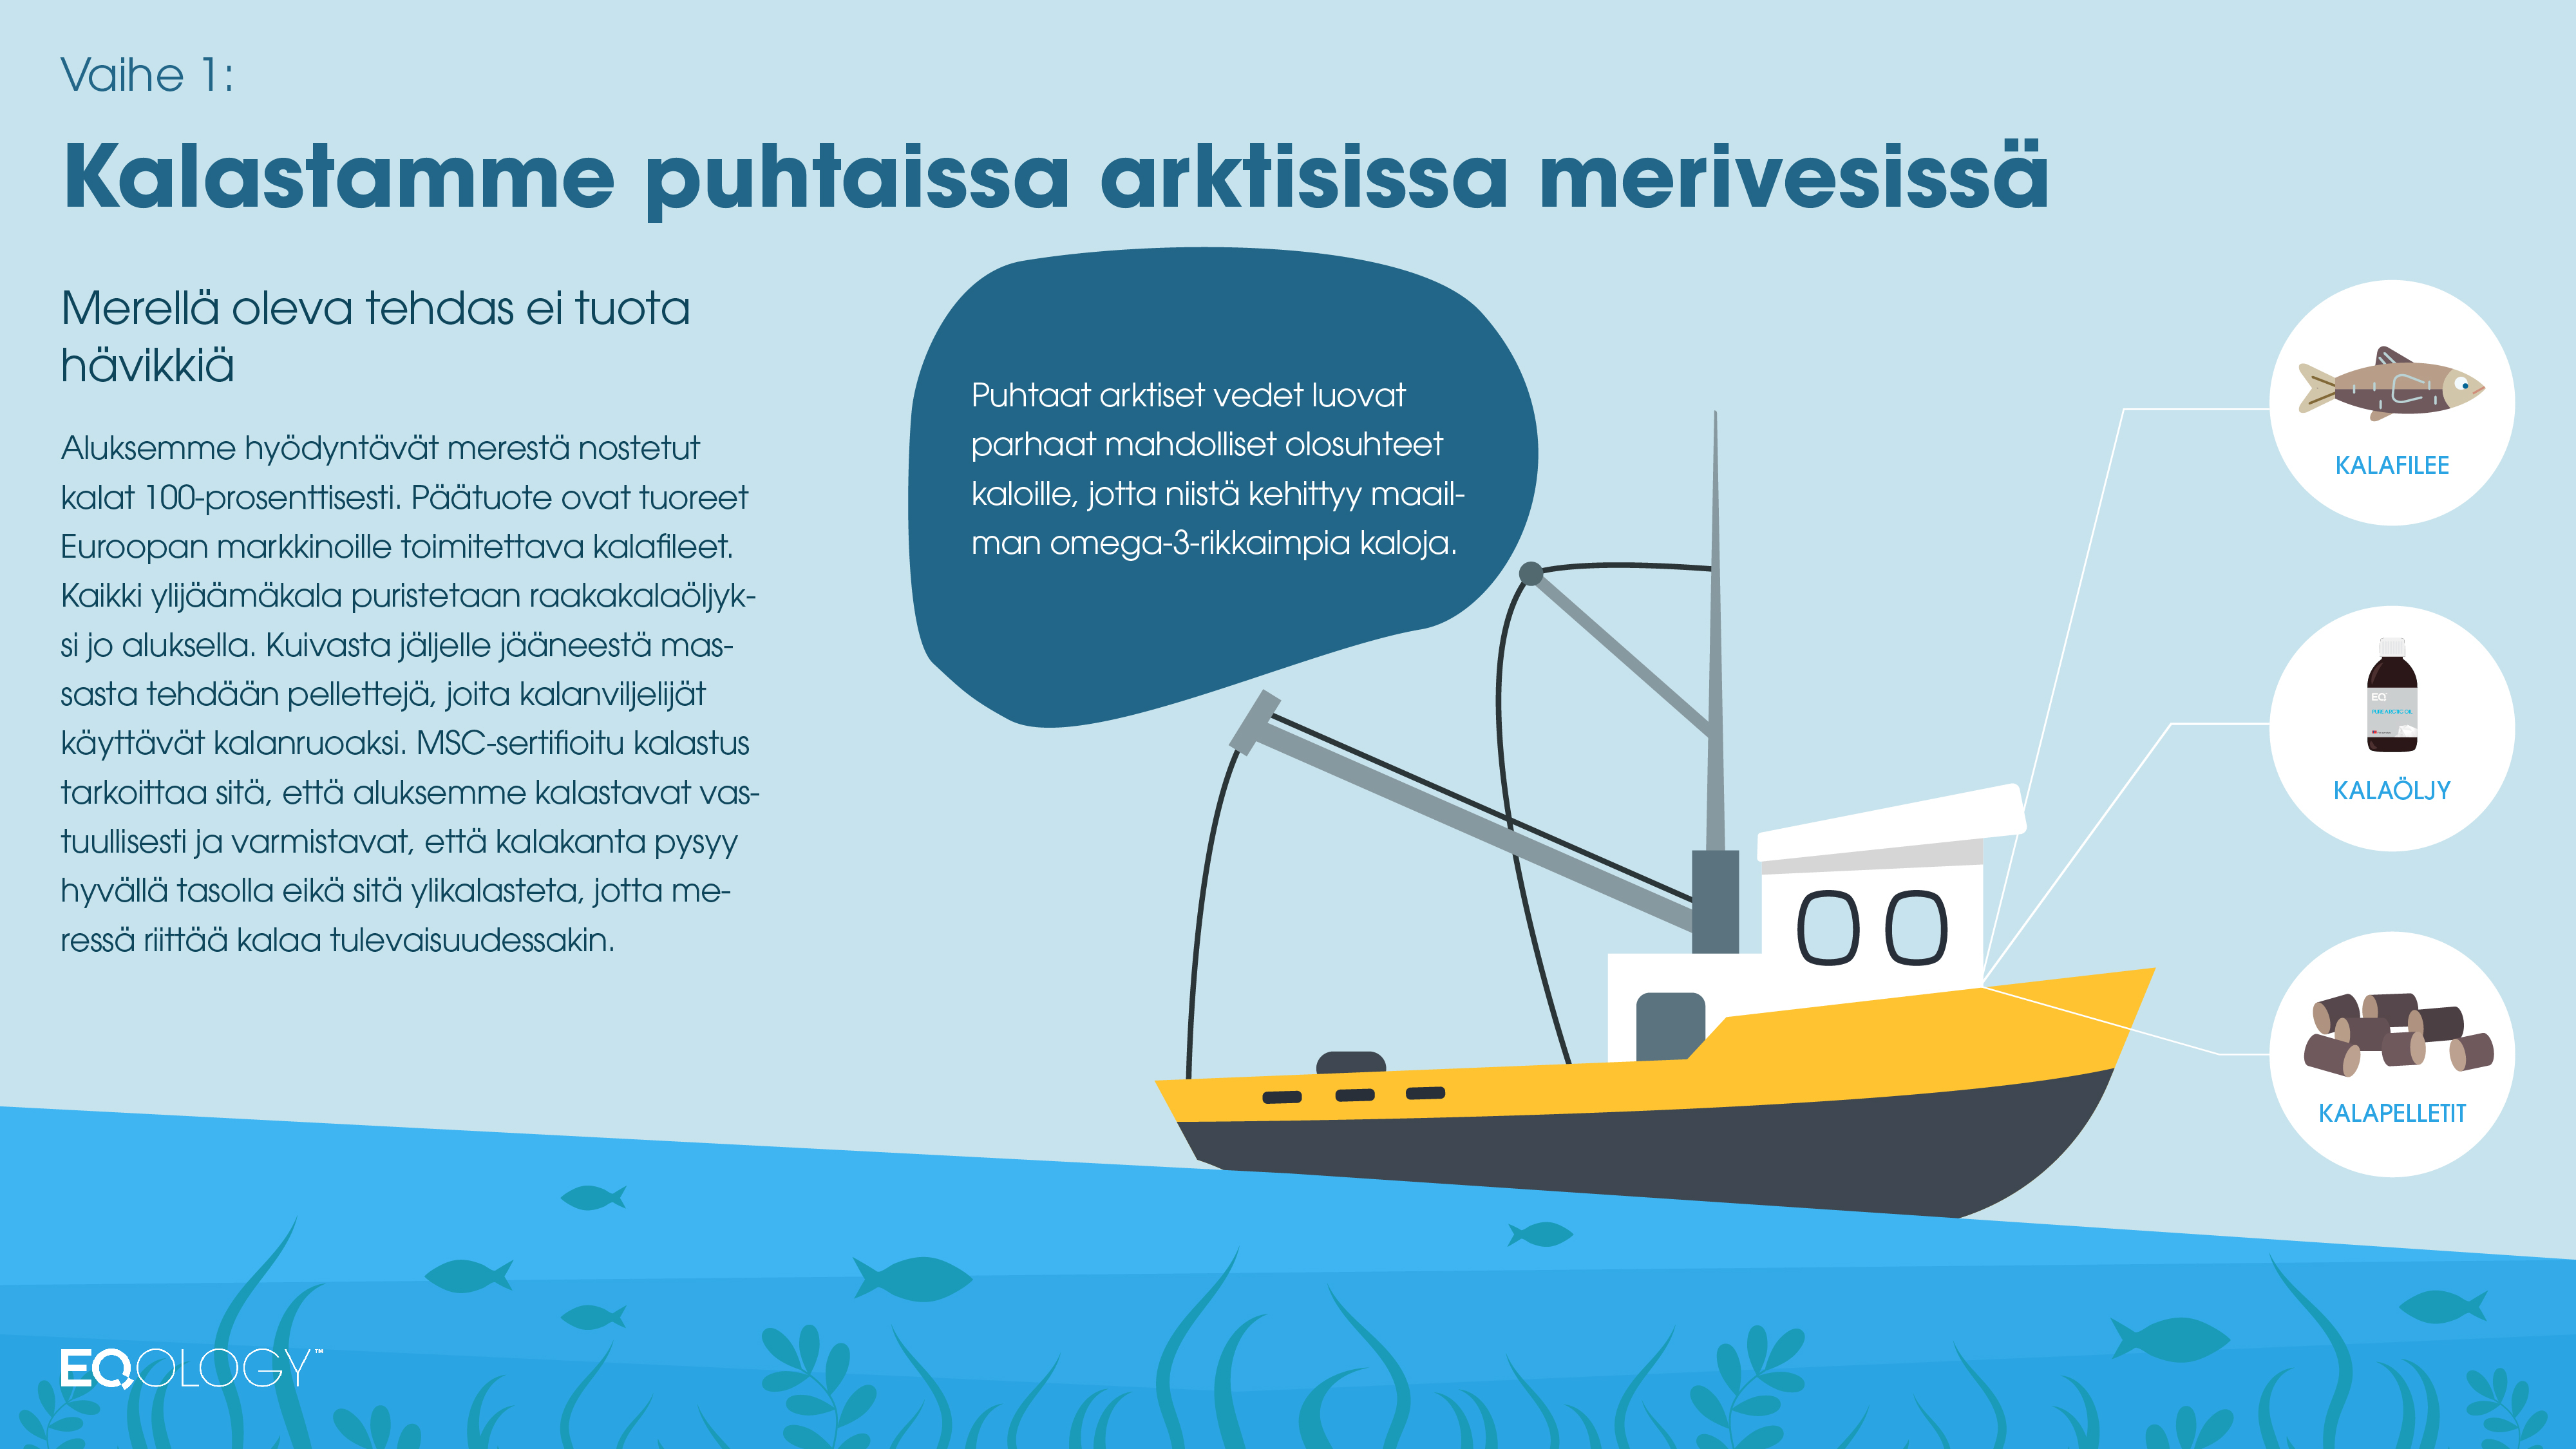 Vaihe 1:
Kalastamme puhtaissa arktisissa merivesissä
Merellä oleva tehdas ei tuota
hävikkiä
Aluksemme hyödyntävät merestä nostetut
kalat 100-prosenttisesti. Päätuote ovat tuoreet
Euroopan markkinoille toimitettava kalafileet.
Kaikki ylijäämäkala puristetaan raakakalaöljyk-
si jo aluksella. Kuivasta jäljelle jääneestä mas-
sasta tehdään pellettejä, joita kalanviljelijät
käyttävät kalanruoaksi. MSC-sertifioitu kalastus
tarkoittaa sitä, että aluksemme kalastavat vas-
tuullisesti ja varmistavat, että kalakanta pysyy
hyvällä tasolla eikä sitä ylikalasteta, jotta me-
ressä riittää kalaa tulevaisuudessakin.
Puhtaat arktiset vedet luovat
parhaat mahdolliset olosuhteet
kaloille, jotta niistä kehittyy maail-
man omega-3-rikkaimpia kaloja.
KALAFILEE
EQ
PURE ARCTIC OIL
KALAÖLJY
KALAPELLETIT
EQOLOGY™